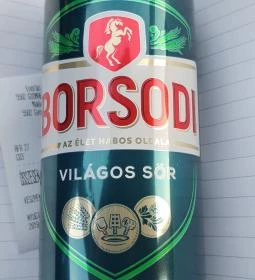 BORSODI
#AZ ÉLET HABOS OLDALA
VILÁGOS SÖR